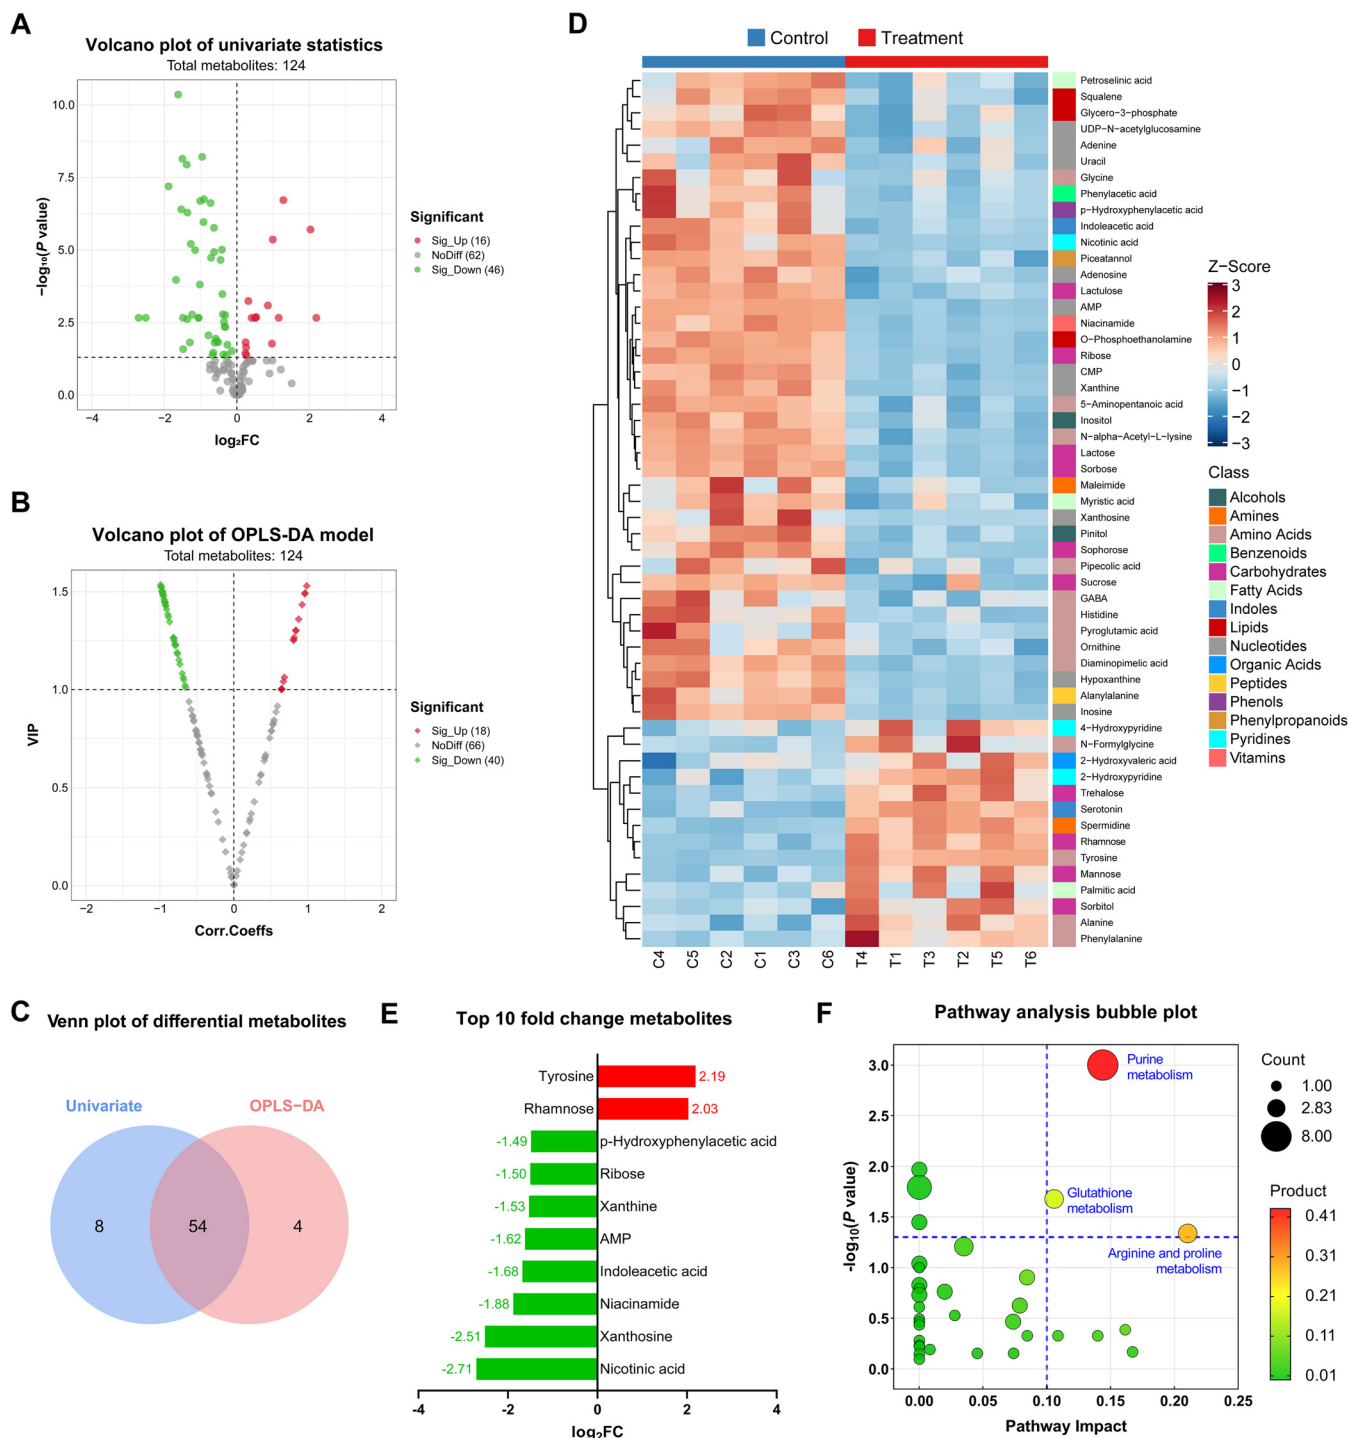 A
Volcano plot of univariate statistics
Total metabolites: 124
10.0
7.5
5.0
2.5
0.0
−log₁₀(P value)
−4
−2
0
2
4
log₂FC
Significant
Sig_Up (16)
NoDiff (62)
Sig_Down (46)
B
Volcano plot of OPLS-DA model
Total metabolites: 124
1.5
1.0
0.5
0.0
VIP
−2
−1
0
1
2
Corr.Coeffs
Significant
Sig_Up (18)
NoDiff (66)
Sig_Down (40)
C
Venn plot of differential metabolites
Univariate
OPLS−DA
8
54
4
D
Control
Treatment
Petroselinic acid
Squalene
Glycero−3−phosphate
UDP−N−acetylglucosamine
Adenine
Uracil
Glycine
Phenylacetic acid
p−Hydroxyphenylacetic acid
Indoleacetic acid
Nicotinic acid
Piceatannol
Adenosine
Lactulose
AMP
Niacinamide
O−Phosphoethanolamine
Ribose
CMP
Xanthine
5−Aminopentanoic acid
Inositol
N−alpha−Acetyl−L−lysine
Lactose
Sorbose
Maleimide
Myristic acid
Xanthosine
Pinitol
Sophorose
Pipecolic acid
Sucrose
GABA
Histidine
Pyroglutamic acid
Ornithine
Diaminopimelic acid
Hypoxanthine
Alanylalanine
Inosine
4−Hydroxypyridine
N−Formylglycine
2−Hydroxyvaleric acid
2−Hydroxypyridine
Trehalose
Serotonin
Spermidine
Rhamnose
Tyrosine
Mannose
Palmitic acid
Sorbitol
Alanine
Phenylalanine
C4
C5
C2
C1
C3
C6
T4
T1
T3
T2
T5
T6
Z−Score
3
2
1
0
−1
−2
−3
Class
Alcohols
Amines
Amino Acids
Benzenoids
Carbohydrates
Fatty Acids
Indoles
Lipids
Nucleotides
Organic Acids
Peptides
Phenols
Phenylpropanoids
Pyridines
Vitamins
E
Top 10 fold change metabolites
Tyrosine
2.19
Rhamnose
2.03
-1.49
p-Hydroxyphenylacetic acid
-1.50
Ribose
-1.53
Xanthine
-1.62
AMP
-1.68
Indoleacetic acid
-1.88
Niacinamide
-2.51
Xanthosine
-2.71
Nicotinic acid
-4
-2
0
2
4
log₂FC
F
Pathway analysis bubble plot
3.0
2.5
2.0
1.5
1.0
0.5
0.0
-log₁₀(P value)
Purine
metabolism
Glutathione
metabolism
Arginine and proline
metabolism
0.00
0.05
0.10
0.15
0.20
0.25
Pathway Impact
Count
1.00
2.83
8.00
Product
0.41
0.31
0.21
0.11
0.01